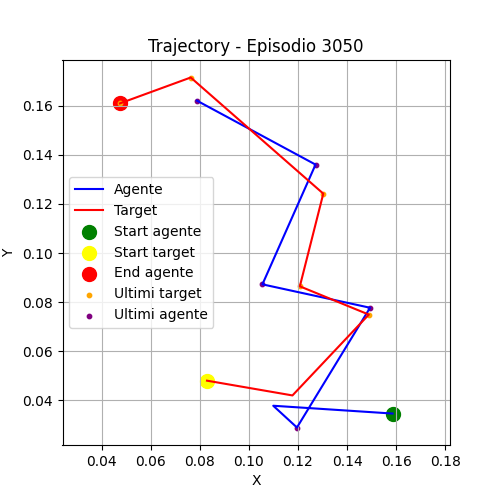 Trajectory - Episodio 3050
Y
0.16
0.14
0.12
0.10
0.08
0.06
0.04
Agente
Target
Start agente
Start target
End agente
Ultimi target
Ultimi agente
0.04 0.06 0.08 0.10 0.12 0.14 0.16 0.18
X